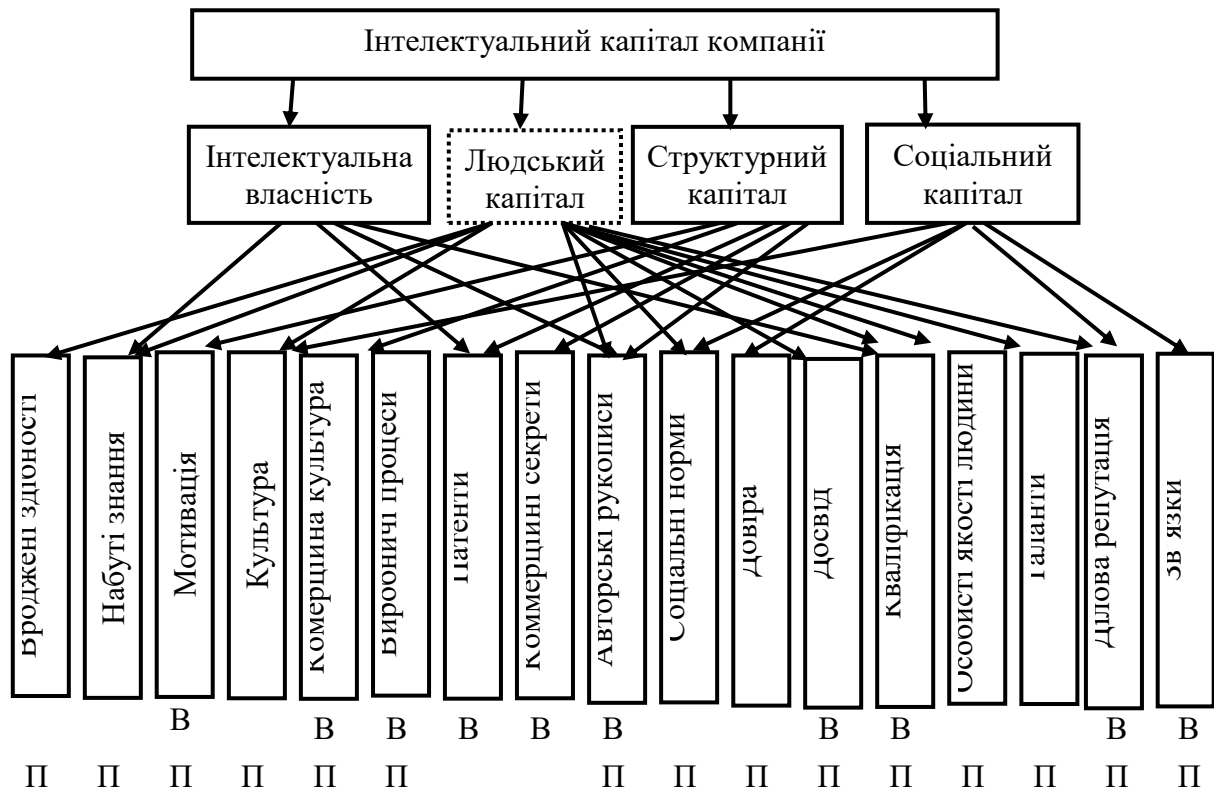 Інтелектуальний капітал компанії
Інтелектуальна
власність
Людський
капітал
Структурний
капітал
Соціальний
капітал
Вроджені здібності
Набуті знання
Мотивація
Культура
Комерційна культура
Виробничі процеси
Патенти
Коммерційні секрети
Авторські рукописи
Соціальні норми
Довіра
Досвід
Кваліфікація
Особисті якості людини
Таланти
Ділова репутація
Зв язки
В В В В В В В В В В
П П П П П П П П П П П П П П П